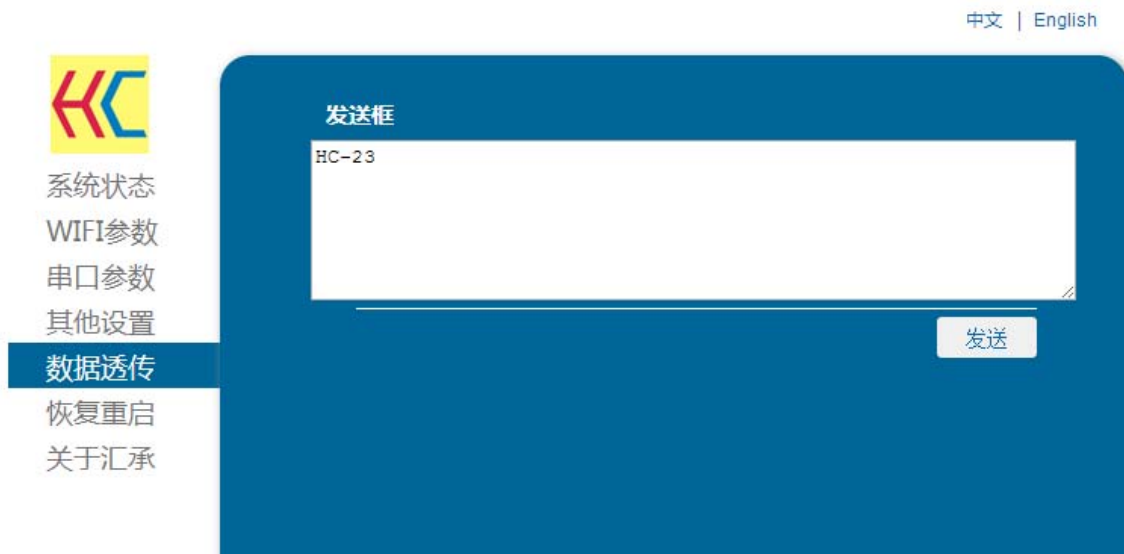 中文 | English
HC
系统状态
WIFI参数
串口参数
其他设置
数据透传
恢复重启
关于汇承
发送框
HC-23
发送